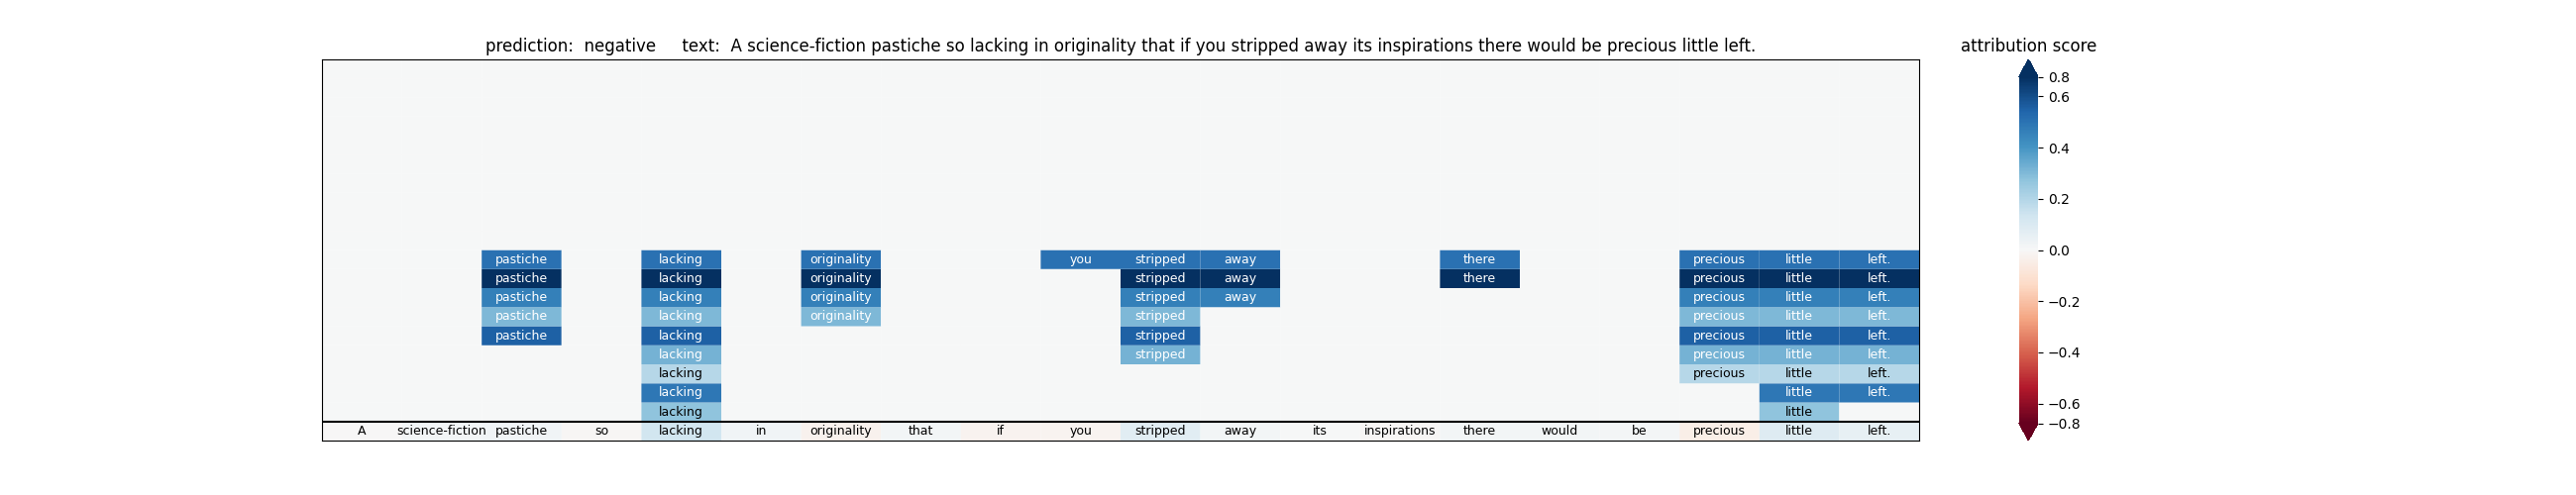 prediction:  negative     text:  A science-fiction pastiche so lacking in originality that if you stripped away its inspirations there would be precious little left.
attribution score
pastiche lacking originality you stripped away there precious little left.
pastiche lacking originality stripped away there precious little left.
pastiche lacking originality stripped away precious little left.
pastiche lacking originality stripped precious little left.
pastiche lacking stripped precious little left.
lacking stripped precious little left.
lacking precious little left.
lacking little left.
lacking little
A science-fiction pastiche so lacking in originality that if you stripped away its inspirations there would be precious little left.
0.8
0.6
0.4
0.2
0.0
−0.2
−0.4
−0.6
−0.8